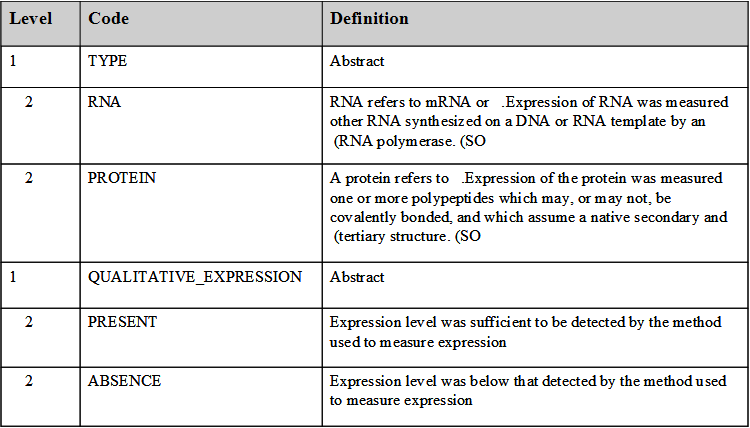 Level Code Definition
1 TYPE Abstract
2 RNA RNA refers to mRNA or .Expression of RNA was measured
other RNA synthesized on a DNA or RNA template by an
(RNA polymerase. (SO
2 PROTEIN A protein refers to .Expression of the protein was measured
one or more polypeptides which may, or may not, be
covalently bonded, and which assume a native secondary and
(tertiary structure. (SO
1 QUALITATIVE_EXPRESSION Abstract
2 PRESENT Expression level was sufficient to be detected by the method
used to measure expression
2 ABSENCE Expression level was below that detected by the method used
to measure expression